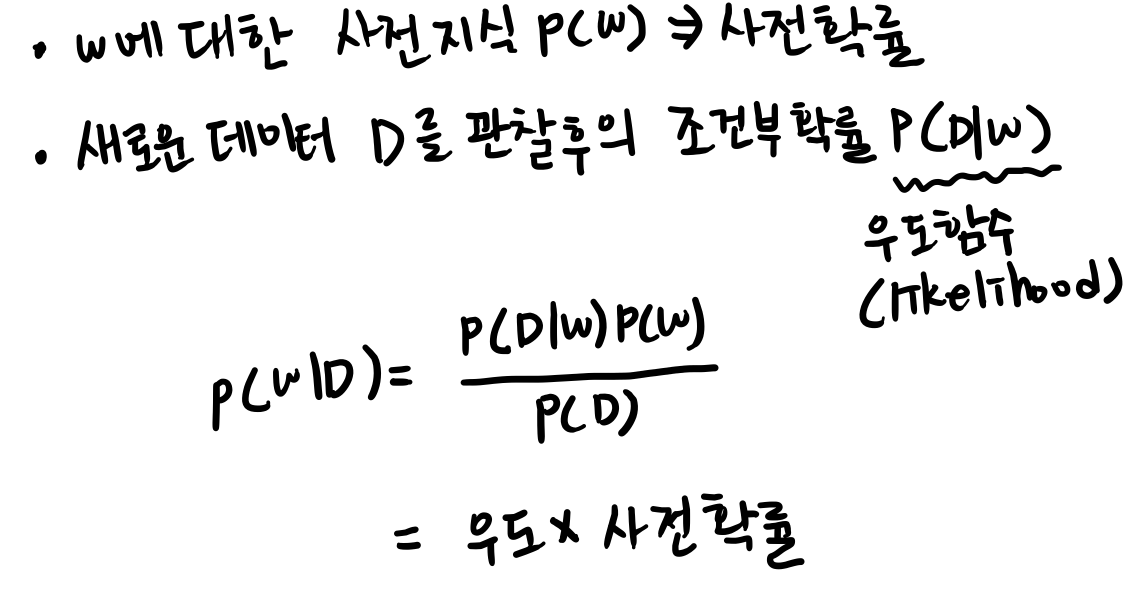 • w에 대한 사전지식 p(w) ⇒ 사전확률
• 새로운 데이터 D를 관찰후의 조건부확률 P(D|w)
우도함수
(likelihood)
p(w|D) = P(D|w)P(w) / P(D)
= 우도 x 사전확률